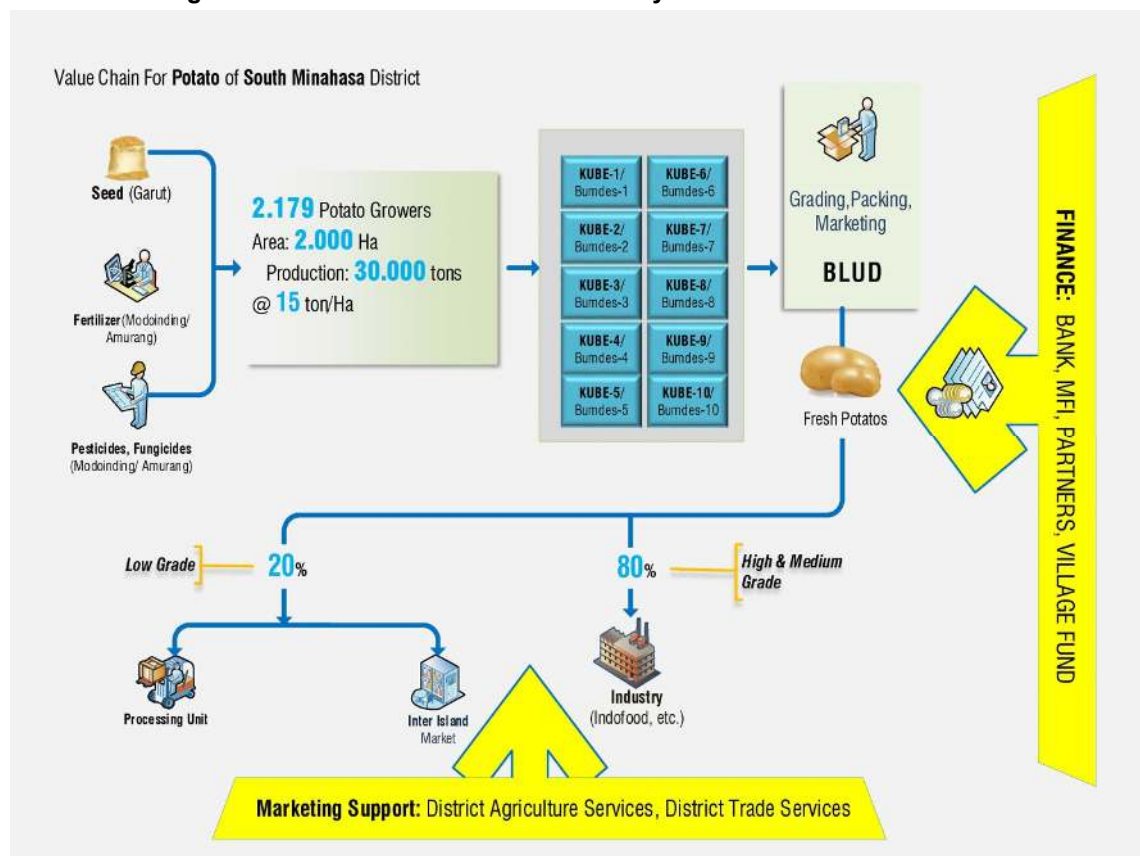 Value Chain For Potato of South Minahasa District
Seed (Garut)
Fertilizer(Modoinding/
Amurang)
Pesticides, Fungicides
(Modoinding/ Amurang)
2.179 Potato Growers
Area: 2.000 Ha
Production: 30.000 tons
@ 15 ton/Ha
KUBE-1/
Bumdes-1
KUBE-2/
Bumdes-2
KUBE-3/
Bumdes-3
KUBE-4/
Bumdes-4
KUBE-5/
Bumdes-5
KUBE-6/
Bumdes-6
KUBE-7/
Bumdes-7
KUBE-8/
Bumdes-8
KUBE-9/
Bumdes-9
KUBE-10/
Bumdes-10
Grading,Packing,
Marketing
BLUD
Fresh Potatos
FINANCE: BANK, MFI, PARTNERS, VILLAGE FUND
Low Grade
20%
80%
High & Medium
Grade
Processing Unit
Inter Island
Market
Industry
(Indofood, etc.)
Marketing Support: District Agriculture Services, District Trade Services